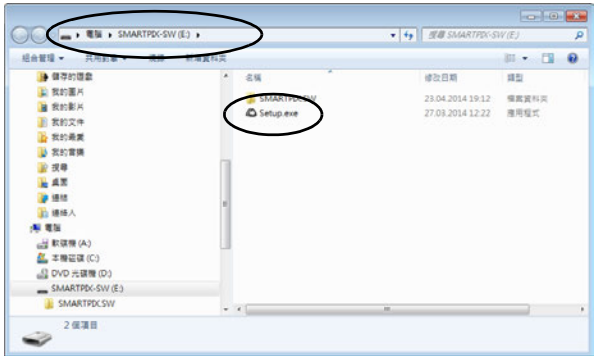 電腦 ▸ SMARTPIX-SW (E:) ▸
搜尋 SMARTPIX-SW (E:)
組合管理 ▾ 共用對象 ▾ 燒錄 新增資料夾
名稱 修改日期 類型
SMARTPIX.SW 23.04.2014 19:12 檔案資料夾
Setup.exe 27.03.2014 12:22 應用程式
儲存的遊戲
我的圖片
我的影片
我的文件
我的最愛
我的音樂
搜尋
桌面
連結
連絡人
電腦
軟碟機 (A:)
本機磁碟 (C:)
DVD 光碟機 (D:)
SMARTPIX-SW (E:)
SMARTPIX.SW
2 個項目